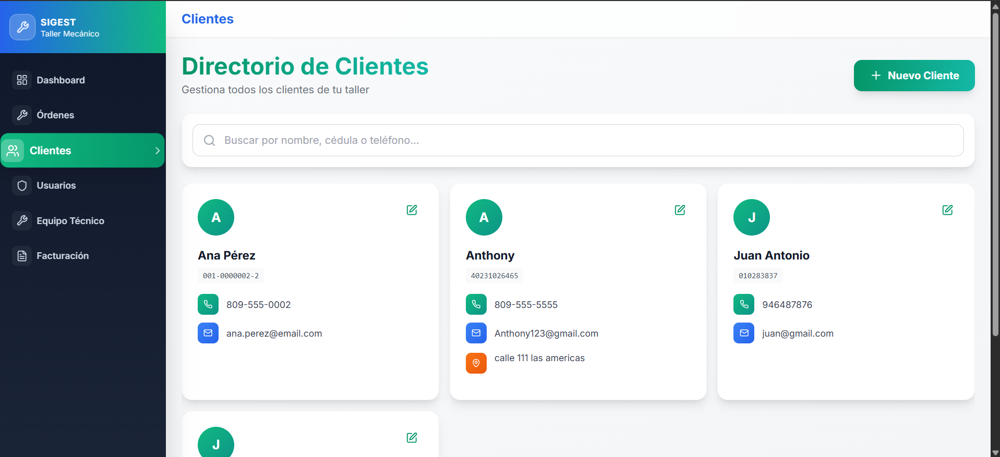 SIGEST
Taller Mecánico
Dashboard
Órdenes
Clientes
Usuarios
Equipo Técnico
Facturación
Clientes
Directorio de Clientes
Gestiona todos los clientes de tu taller
Nuevo Cliente
Buscar por nombre, cédula o teléfono...
A
Ana Pérez
001-0000002-2
809-555-0002
ana.perez@email.com
A
Anthony
40231026465
809-555-5555
Anthony123@gmail.com
calle 111 las americas
J
Juan Antonio
010283837
946487876
juan@gmail.com
J